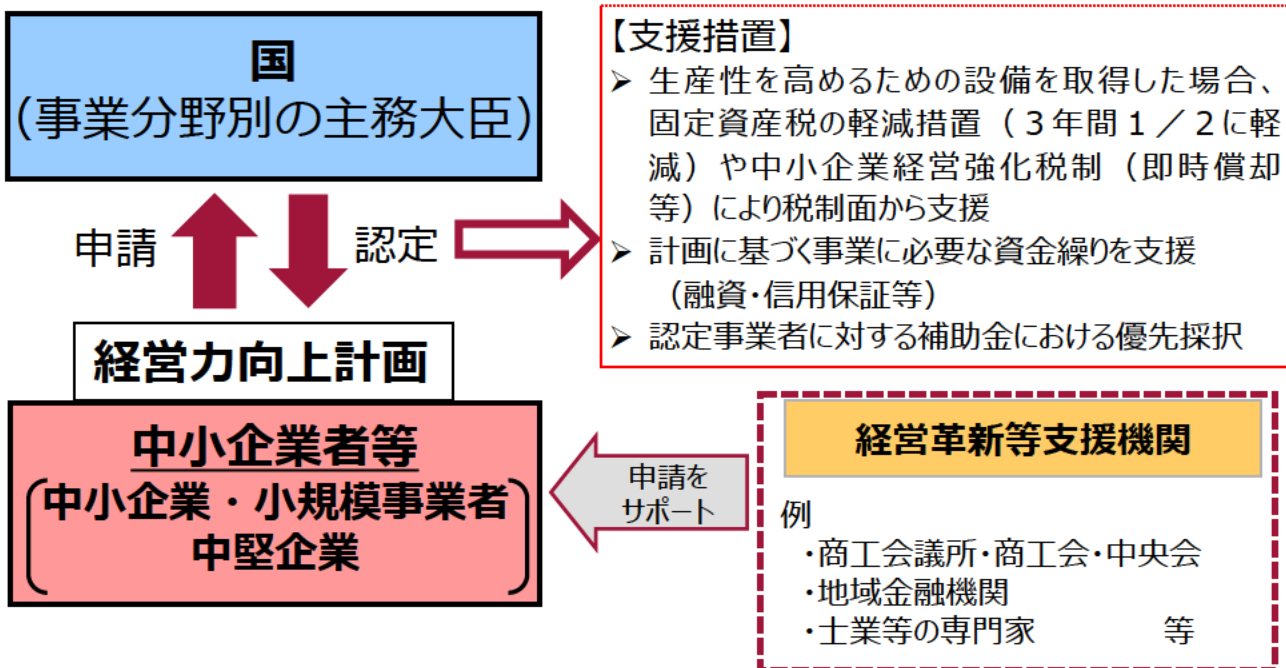 国
（事業分野別の主務大臣）
申請
認定
経営力向上計画
中小企業者等
中小企業・小規模事業者
中堅企業
【支援措置】
➢ 生産性を高めるための設備を取得した場合、
固定資産税の軽減措置（３年間１／２に軽
減）や中小企業経営強化税制（即時償却
等）により税制面から支援
➢ 計画に基づく事業に必要な資金繰りを支援
（融資・信用保証等）
➢ 認定事業者に対する補助金における優先採択
申請を
サポート
経営革新等支援機関
例
・商工会議所・商工会・中央会
・地域金融機関
・士業等の専門家　　　　等